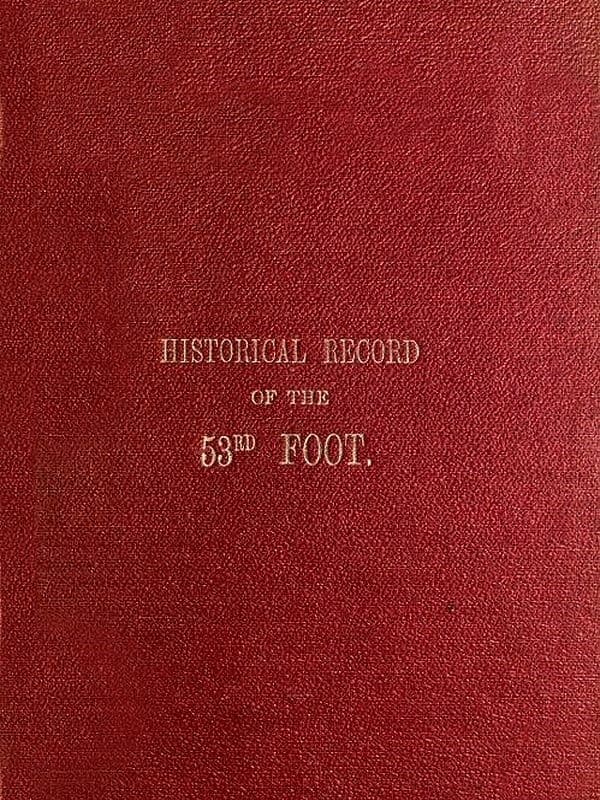 HISTORICAL RECORD
OF THE
53RD FOOT.